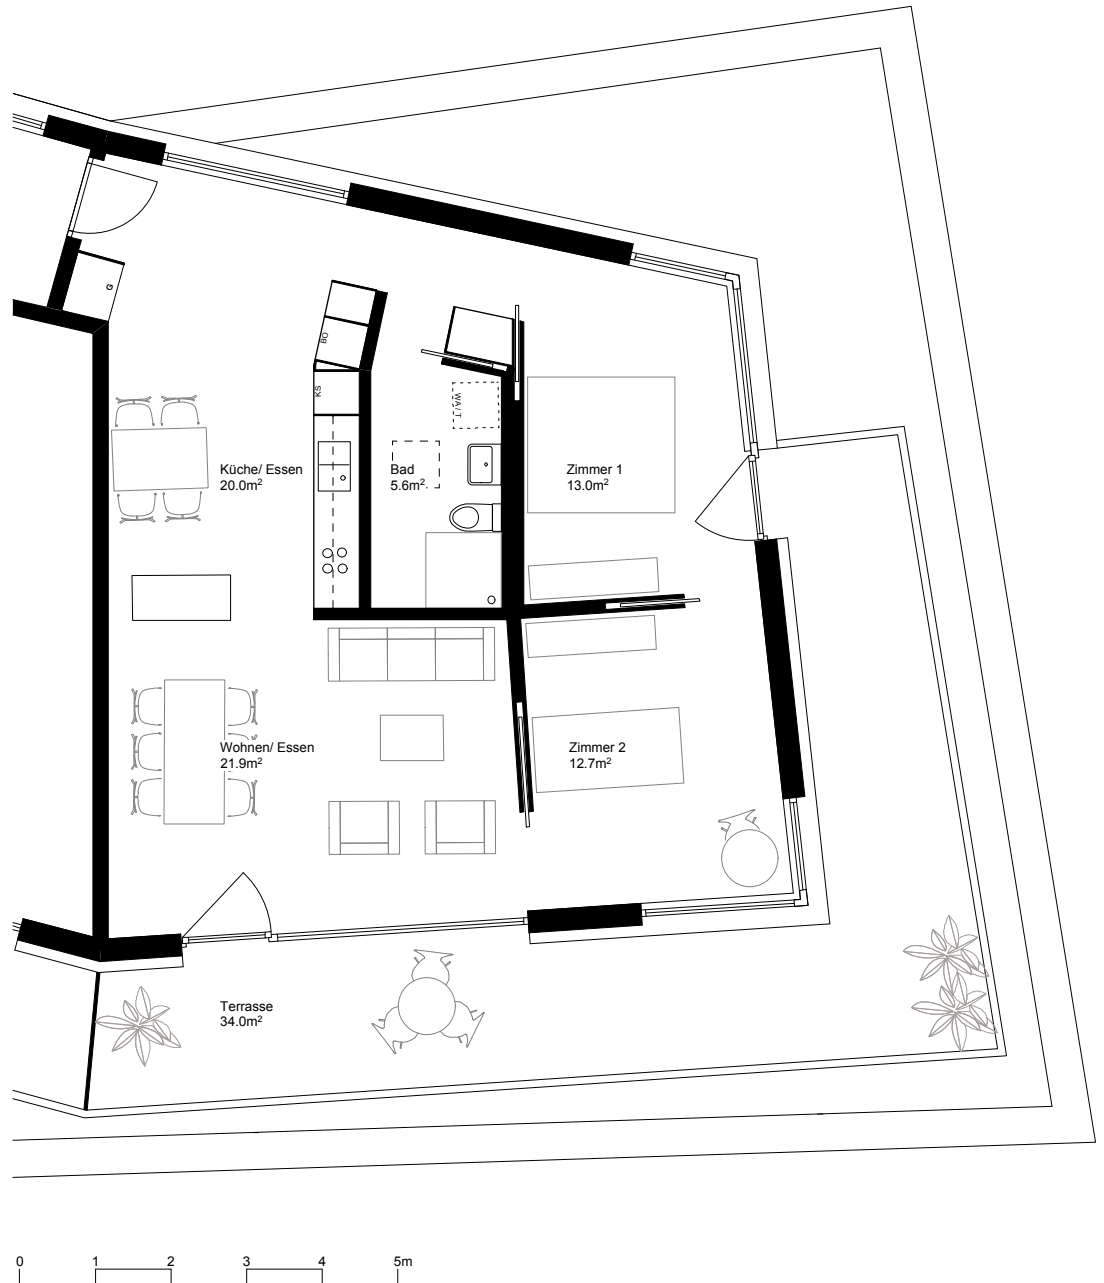 G
BO
KS
WA/T
Küche/ Essen
20.0m²
Bad
5.6m².
Zimmer 1
13.0m²
Wohnen/ Essen
21.9m²
Zimmer 2
12.7m²
Terrasse
34.0m²
0 1 2 3 4 5m